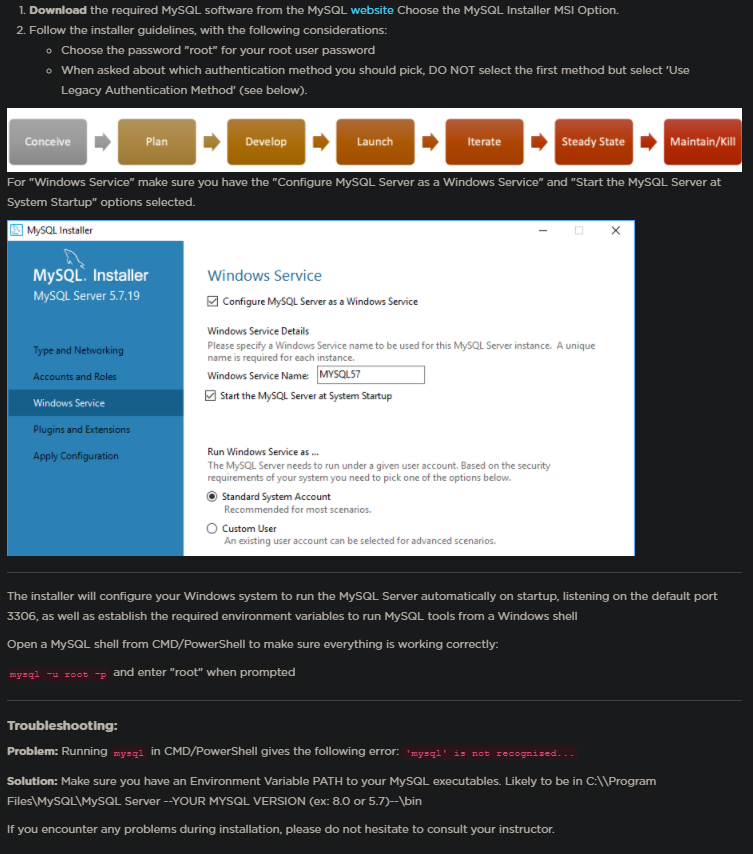 1. Download the required MySQL software from the MySQL website Choose the MySQL Installer MSI Option.
2. Follow the installer guidelines, with the following considerations:
Choose the password "root" for your root user password
When asked about which authentication method you should pick, DO NOT select the first method but select 'Use
Legacy Authentication Method' (see below).
Conceive Plan Develop Launch Iterate Steady State Maintain/Kill
For "Windows Service" make sure you have the "Configure MySQL Server as a Windows Service" and "Start the MySQL Server at
System Startup" options selected.
MySQL Installer
MySQL. Installer
MySQL Server 5.7.19
Type and Networking
Accounts and Roles
Windows Service
Plugins and Extensions
Apply Configuration
Windows Service
Configure MySQL Server as a Windows Service
Windows Service Details
Please specify a Windows Service name to be used for this MySQL Server instance. A unique
name is required for each instance.
Windows Service Name: MYSQL57
Start the MySQL Server at System Startup
Run Windows Service as ...
The MySQL Server needs to run under a given user account. Based on the security
requirements of your system you need to pick one of the options below.
Standard System Account
Recommended for most scenarios.
Custom User
An existing user account can be selected for advanced scenarios.
The installer will configure your Windows system to run the MySQL Server automatically on startup, listening on the default port
3306, as well as establish the required environment variables to run MySQL tools from a Windows shell
Open a MySQL shell from CMD/PowerShell to make sure everything is working correctly:
mysql -u root -p and enter "root" when prompted
Troubleshooting:
Problem: Running mysql in CMD/PowerShell gives the following error: 'mysql' is not recognized...
Solution: Make sure you have an Environment Variable PATH to your MySQL executables. Likely to be in C:\\Program
Files\MySQL\MySQL Server --YOUR MYSQL VERSION (ex: 8.0 or 5.7)--\bin
If you encounter any problems during installation, please do not hesitate to consult your instructor.